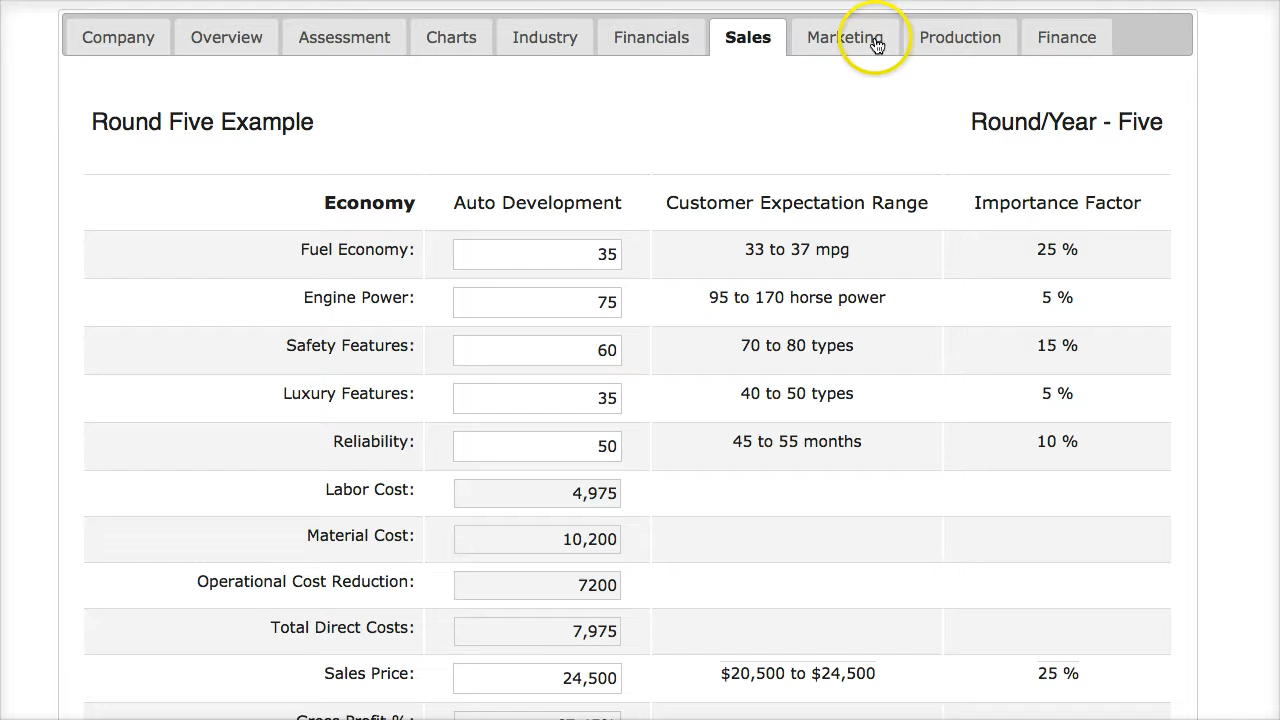 Company Overview Assessment Charts Industry Financials Sales Marketing Production Finance
Round Five Example Round/Year - Five
Economy Auto Development Customer Expectation Range Importance Factor
Fuel Economy: 35 33 to 37 mpg 25 %
Engine Power: 75 95 to 170 horse power 5 %
Safety Features: 60 70 to 80 types 15 %
Luxury Features: 35 40 to 50 types 5 %
Reliability: 50 45 to 55 months 10 %
Labor Cost: 4,975
Material Cost: 10,200
Operational Cost Reduction: 7200
Total Direct Costs: 7,975
Sales Price: 24,500 $20,500 to $24,500 25 %
Gross Profit %: